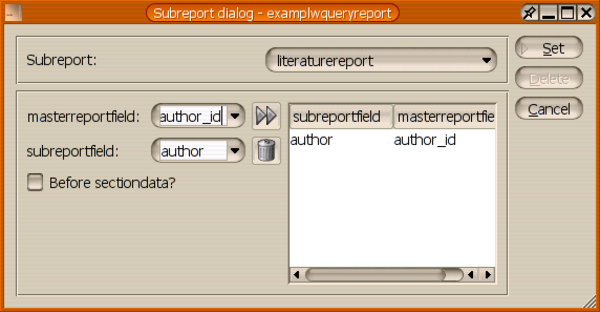 Subreport dialog - examplwqueryreport
Subreport:
literaturereport
Set
Delete
Cancel
masterreportfield:
author_id
subreportfield:
author
Before sectiondata?
subreportfield masterreportfie
author author_id